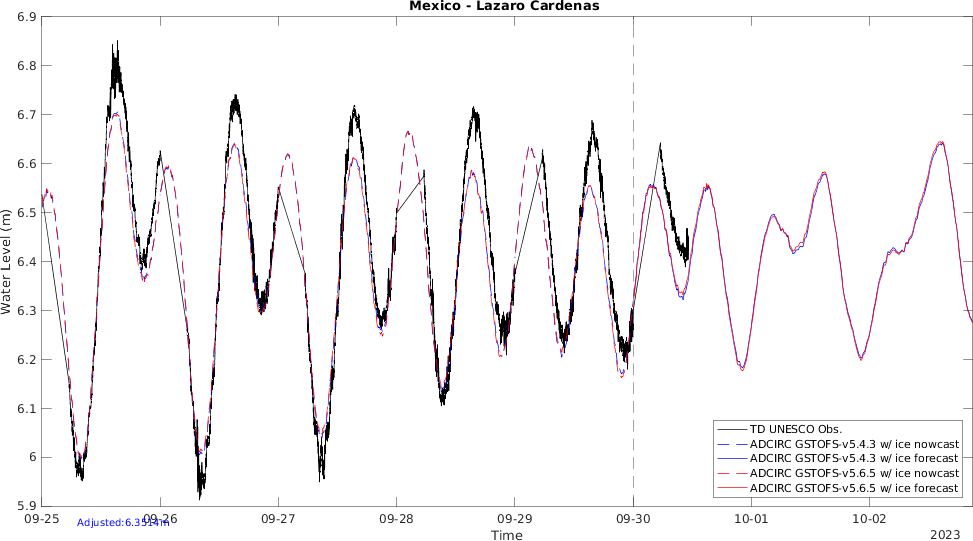 Mexico - Lazaro Cardenas
6.9
6.8
6.7
6.6
6.5
6.4
6.3
6.2
6.1
6
5.9
Water Level (m)
TD UNESCO Obs.
ADCIRC GSTOFS-v5.4.3 w/ ice nowcast
ADCIRC GSTOFS-v5.4.3 w/ ice forecast
ADCIRC GSTOFS-v5.6.5 w/ ice nowcast
ADCIRC GSTOFS-v5.6.5 w/ ice forecast
09-25 09-26 09-27 09-28 09-29 09-30 10-01 10-02
Adjusted:6.3514m
Time
2023